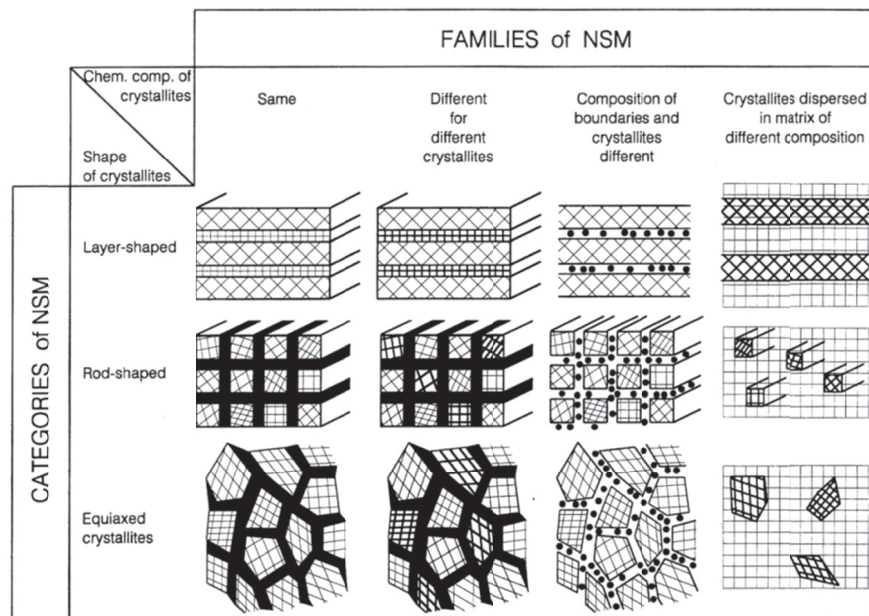 FAMILIES of NSM
Chem. comp. of
crystallites
Shape
of crystallites
Same
Different
for
different
crystallites
Composition of
boundaries and
crystallites
different
Crystallites dispersed
in matrix of
different composition
CATEGORIES of NSM
Layer-shaped
Rod-shaped
Equiaxed
crystallites